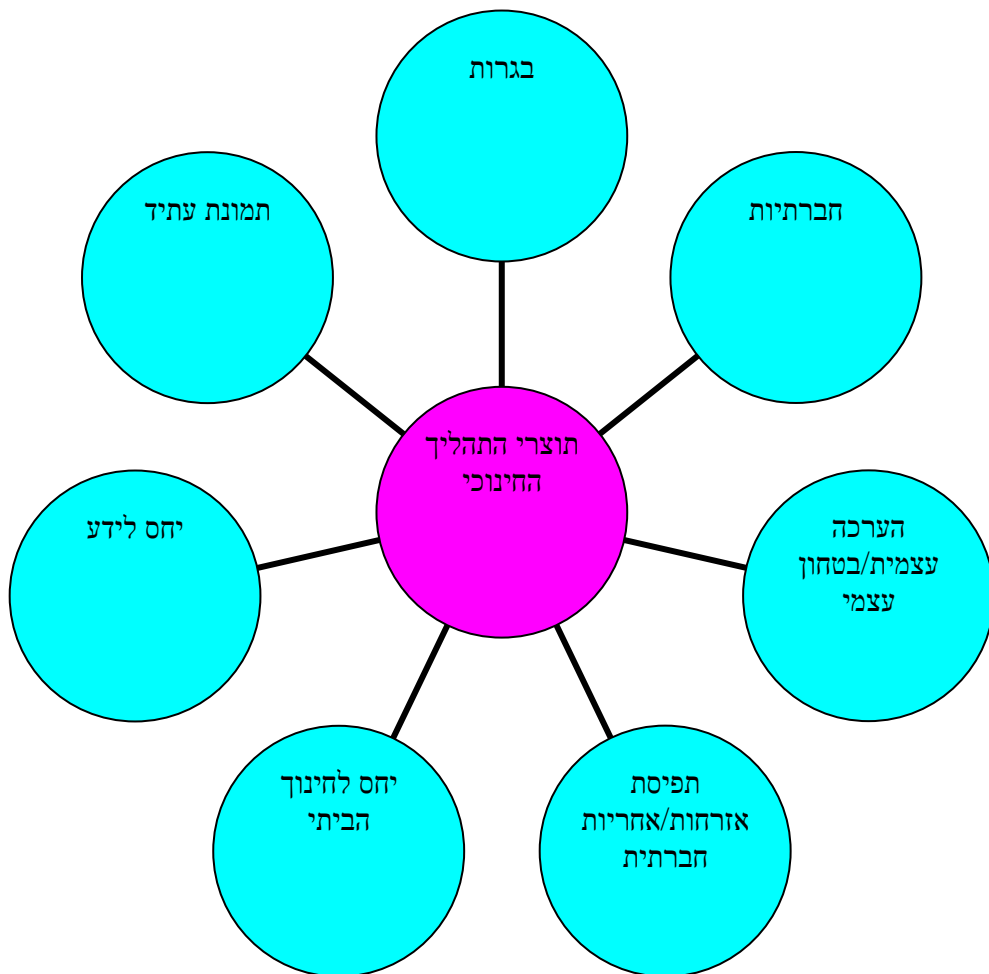 בגרות
תמונת עתיד
חברתיות
תוצרי התהליך
החינוכי
יחס לידע
הערכה
עצמית/בטחון
עצמי
יחס לחינוך
הביתי
תפיסת
אזרחות/אחריות
חברתית